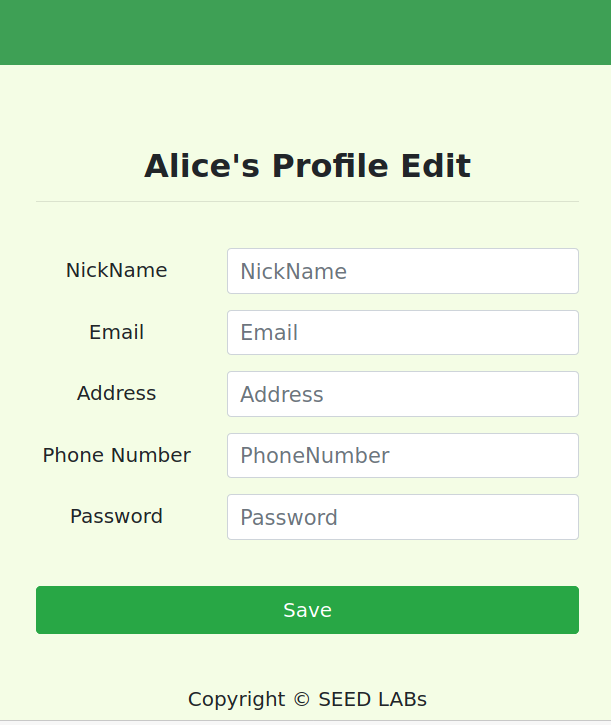 Alice's Profile Edit
NickName NickName
Email Email
Address Address
Phone Number PhoneNumber
Password Password
Save
Copyright © SEED LABs